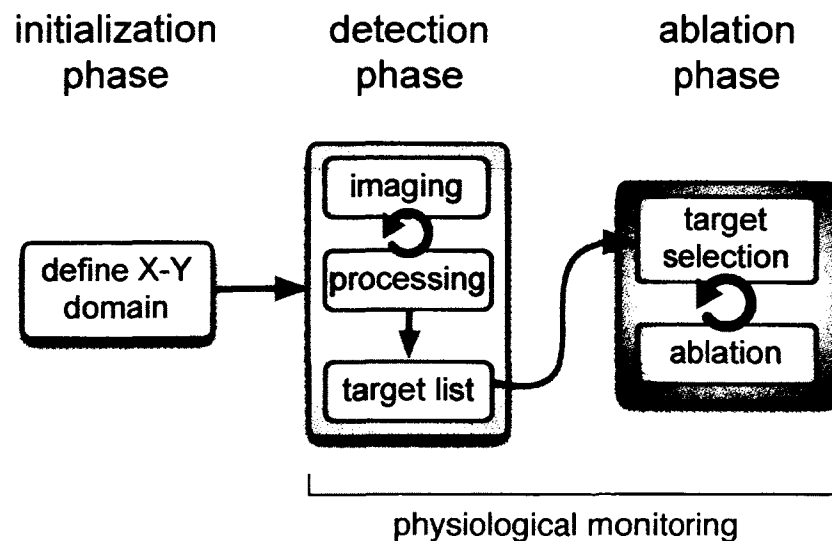 initialization
phase
detection
phase
ablation
phase
define X-Y
domain
imaging
processing
target list
target
selection
ablation
physiological monitoring